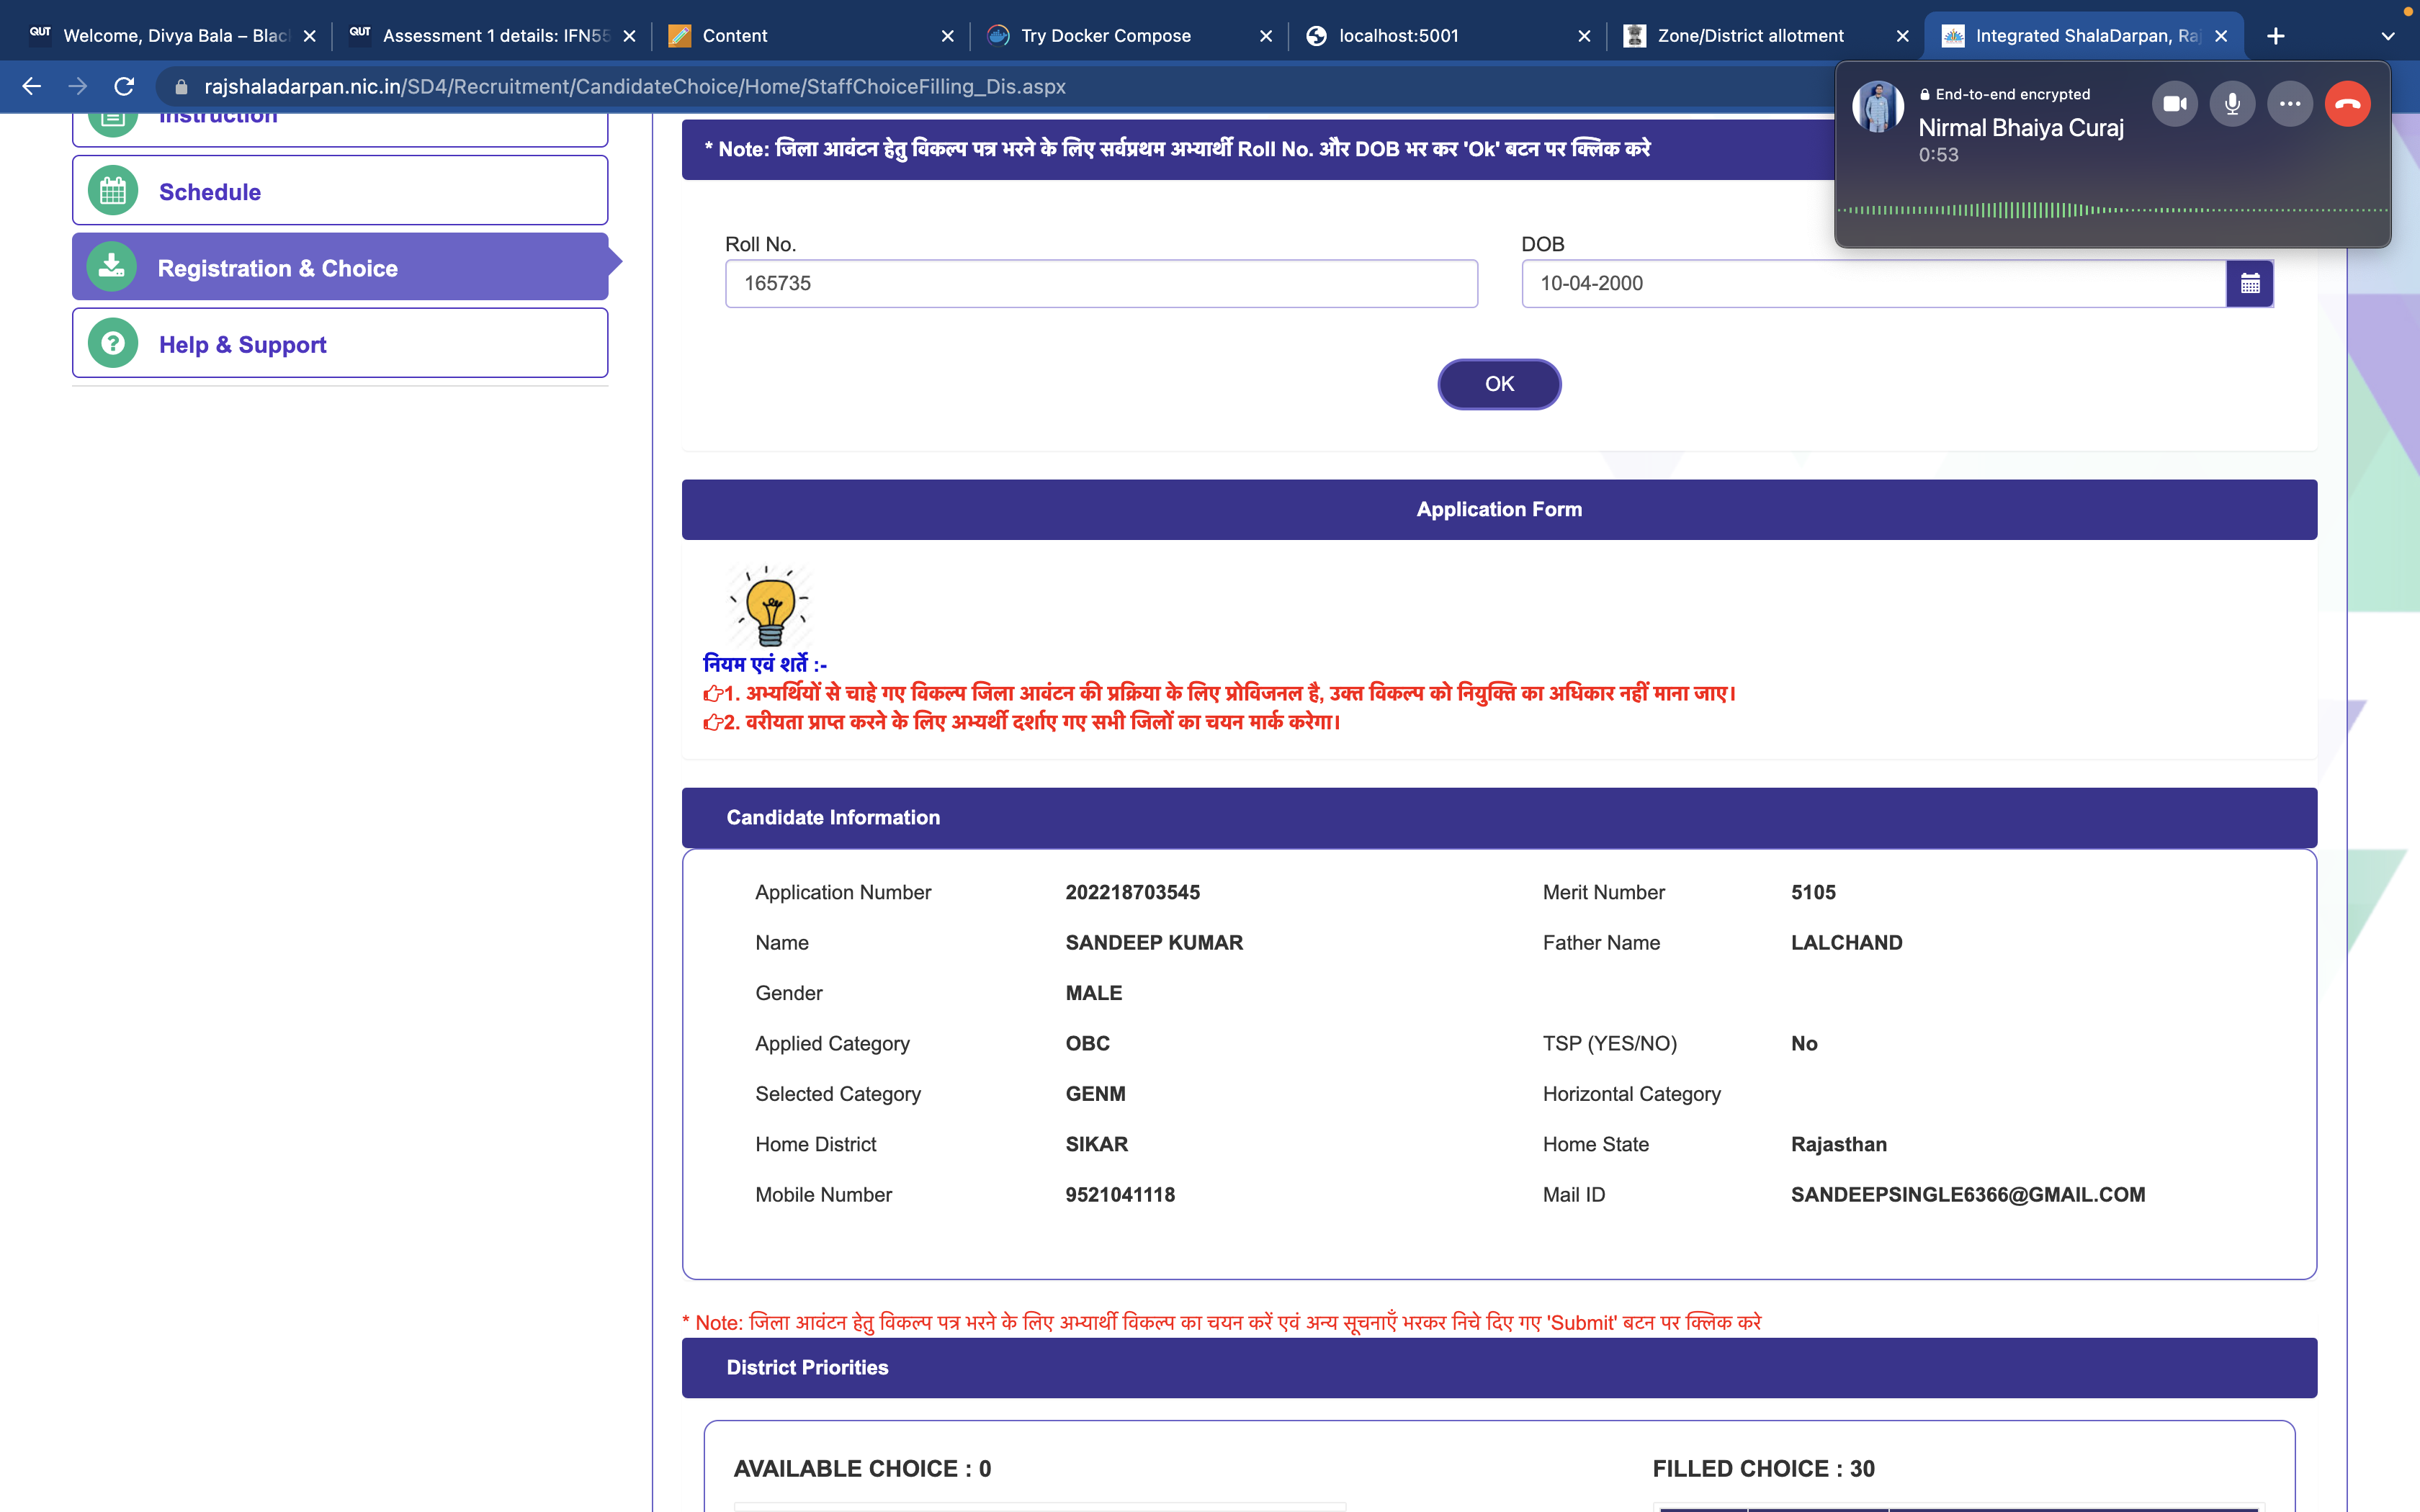 QUT Welcome, Divya Bala – Blac
QUT Assessment 1 details: IFN55
Content
Try Docker Compose
localhost:5001
Zone/District allotment
Integrated ShalaDarpan, Raj
rajshaladarpan.nic.in/SD4/Recruitment/CandidateChoice/Home/StaffChoiceFilling_Dis.aspx
End-to-end encrypted
Nirmal Bhaiya Curaj
0:53
Instruction
Schedule
Registration & Choice
Help & Support
* Note: जिला आवंटन हेतु विकल्प पत्र भरने के लिए सर्वप्रथम अभ्यार्थी Roll No. और DOB भर कर 'Ok' बटन पर क्लिक करे
Roll No. DOB
165735 10-04-2000
OK
Application Form
नियम एवं शर्ते :-
1. अभ्यर्थियों से चाहे गए विकल्प जिला आवंटन की प्रक्रिया के लिए प्रोविजनल है, उक्त विकल्प को नियुक्ति का अधिकार नहीं माना जाए।
2. वरीयता प्राप्त करने के लिए अभ्यर्थी दर्शाए गए सभी जिलों का चयन मार्क करेगा।
Candidate Information
Application Number 202218703545 Merit Number 5105
Name SANDEEP KUMAR Father Name LALCHAND
Gender MALE
Applied Category OBC TSP (YES/NO) No
Selected Category GENM Horizontal Category
Home District SIKAR Home State Rajasthan
Mobile Number 9521041118 Mail ID SANDEEPSINGLE6366@GMAIL.COM
* Note: जिला आवंटन हेतु विकल्प पत्र भरने के लिए अभ्यार्थी विकल्प का चयन करें एवं अन्य सूचनाएँ भरकर निचे दिए गए 'Submit' बटन पर क्लिक करे
District Priorities
AVAILABLE CHOICE : 0 FILLED CHOICE : 30